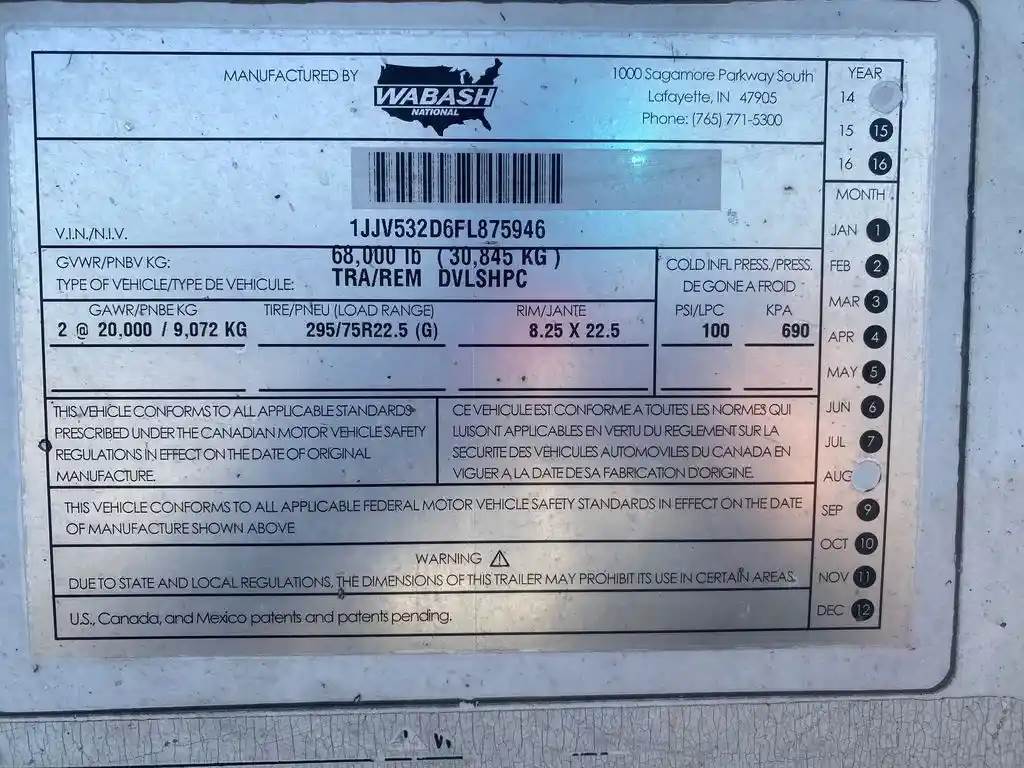 MANUFACTURED BY
WABASH
NATIONAL
1000 Sagamore Parkway South
Lafayette, IN 47905
Phone: (765) 771-5300
V.I.N./N.I.V.
1JJV532D6FL875946
GVWR/PNBV KG:
68,000 lb (30,845 KG)
TYPE OF VEHICLE/TYPE DE VEHICULE:
TRA/REM DVLSHPC
COLD INFL PRESS./PRESS.
DE GONE A FROID
GAWR/PNBE KG
TIRE/PNEU (LOAD RANGE)
RIM/JANTE
PSI/LPC
KPA
2 @ 20,000 / 9,072 KG
295/75R22.5 (G)
8.25 X 22.5
100
690
THIS VEHICLE CONFORMS TO ALL APPLICABLE STANDARDS
PRESCRIBED UNDER THE CANADIAN MOTOR VEHICLE SAFETY
REGULATIONS IN EFFECT ON THE DATE OF ORIGINAL
MANUFACTURE.
CE VEHICULE EST CONFORME A TOUTES LES NORMES QUI
LUISONT APPLICABLES EN VERTU DU REGLEMENT SUR LA
SECURITE DES VEHICULES AUTOMOVILES DU CANADA EN
VIGUER A LA DATE DE SA FABRICATION D'ORIGINE.
THIS VEHICLE CONFORMS TO ALL APPLICABLE FEDERAL MOTOR VEHICLE SAFETY STANDARDS IN EFFECT ON THE DATE
OF MANUFACTURE SHOWN ABOVE
WARNING
DUE TO STATE AND LOCAL REGULATIONS, THE DIMENSIONS OF THIS TRAILER MAY PROHIBIT ITS USE IN CERTAIN AREAS.
U.S., Canada, and Mexico patents and patents pending.
YEAR
14
15 15
16 16
MONTH
JAN 1
FEB 2
MAR 3
APR 4
MAY 5
JUN 6
JUL 7
AUG
SEP 9
OCT 10
NOV 11
DEC 12